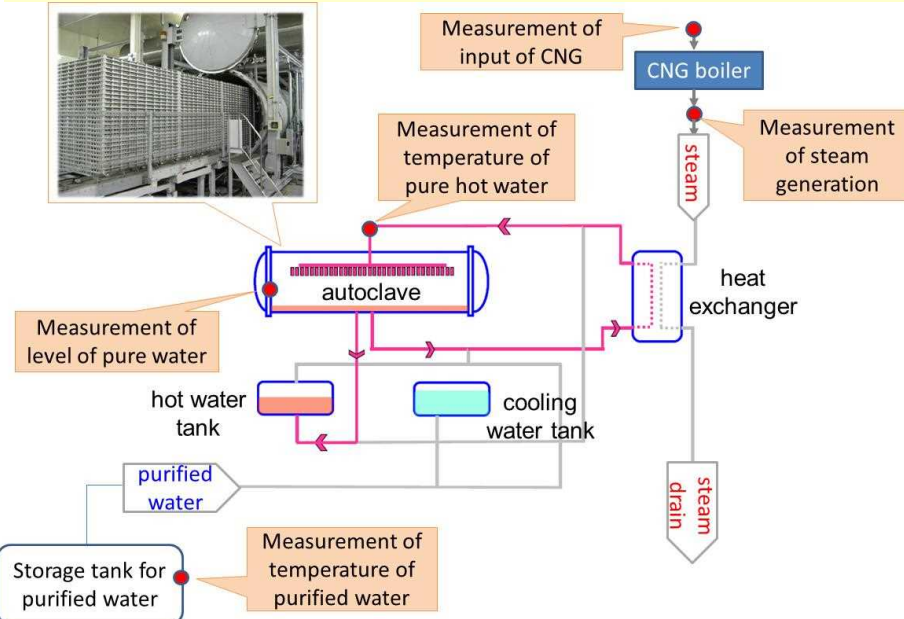 Measurement of
input of CNG
CNG boiler
Measurement of
temperature of
pure hot water
steam
Measurement
of steam
generation
autoclave
heat
exchanger
Measurement of
level of pure water
hot water
tank
cooling
water tank
purified
water
steam
drain
Storage tank for
purified water
Measurement of
temperature of
purified water